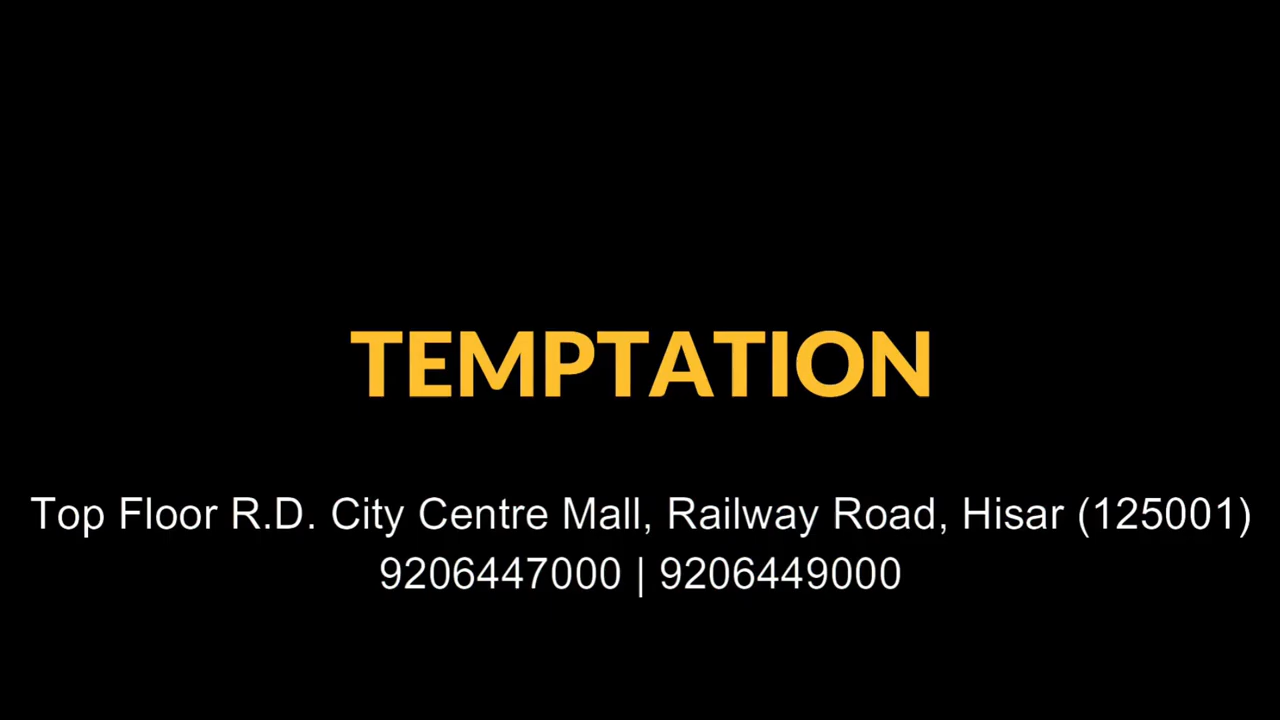 TEMPTATION
Top Floor R.D. City Centre Mall, Railway Road, Hisar (125001)
9206447000 | 9206449000